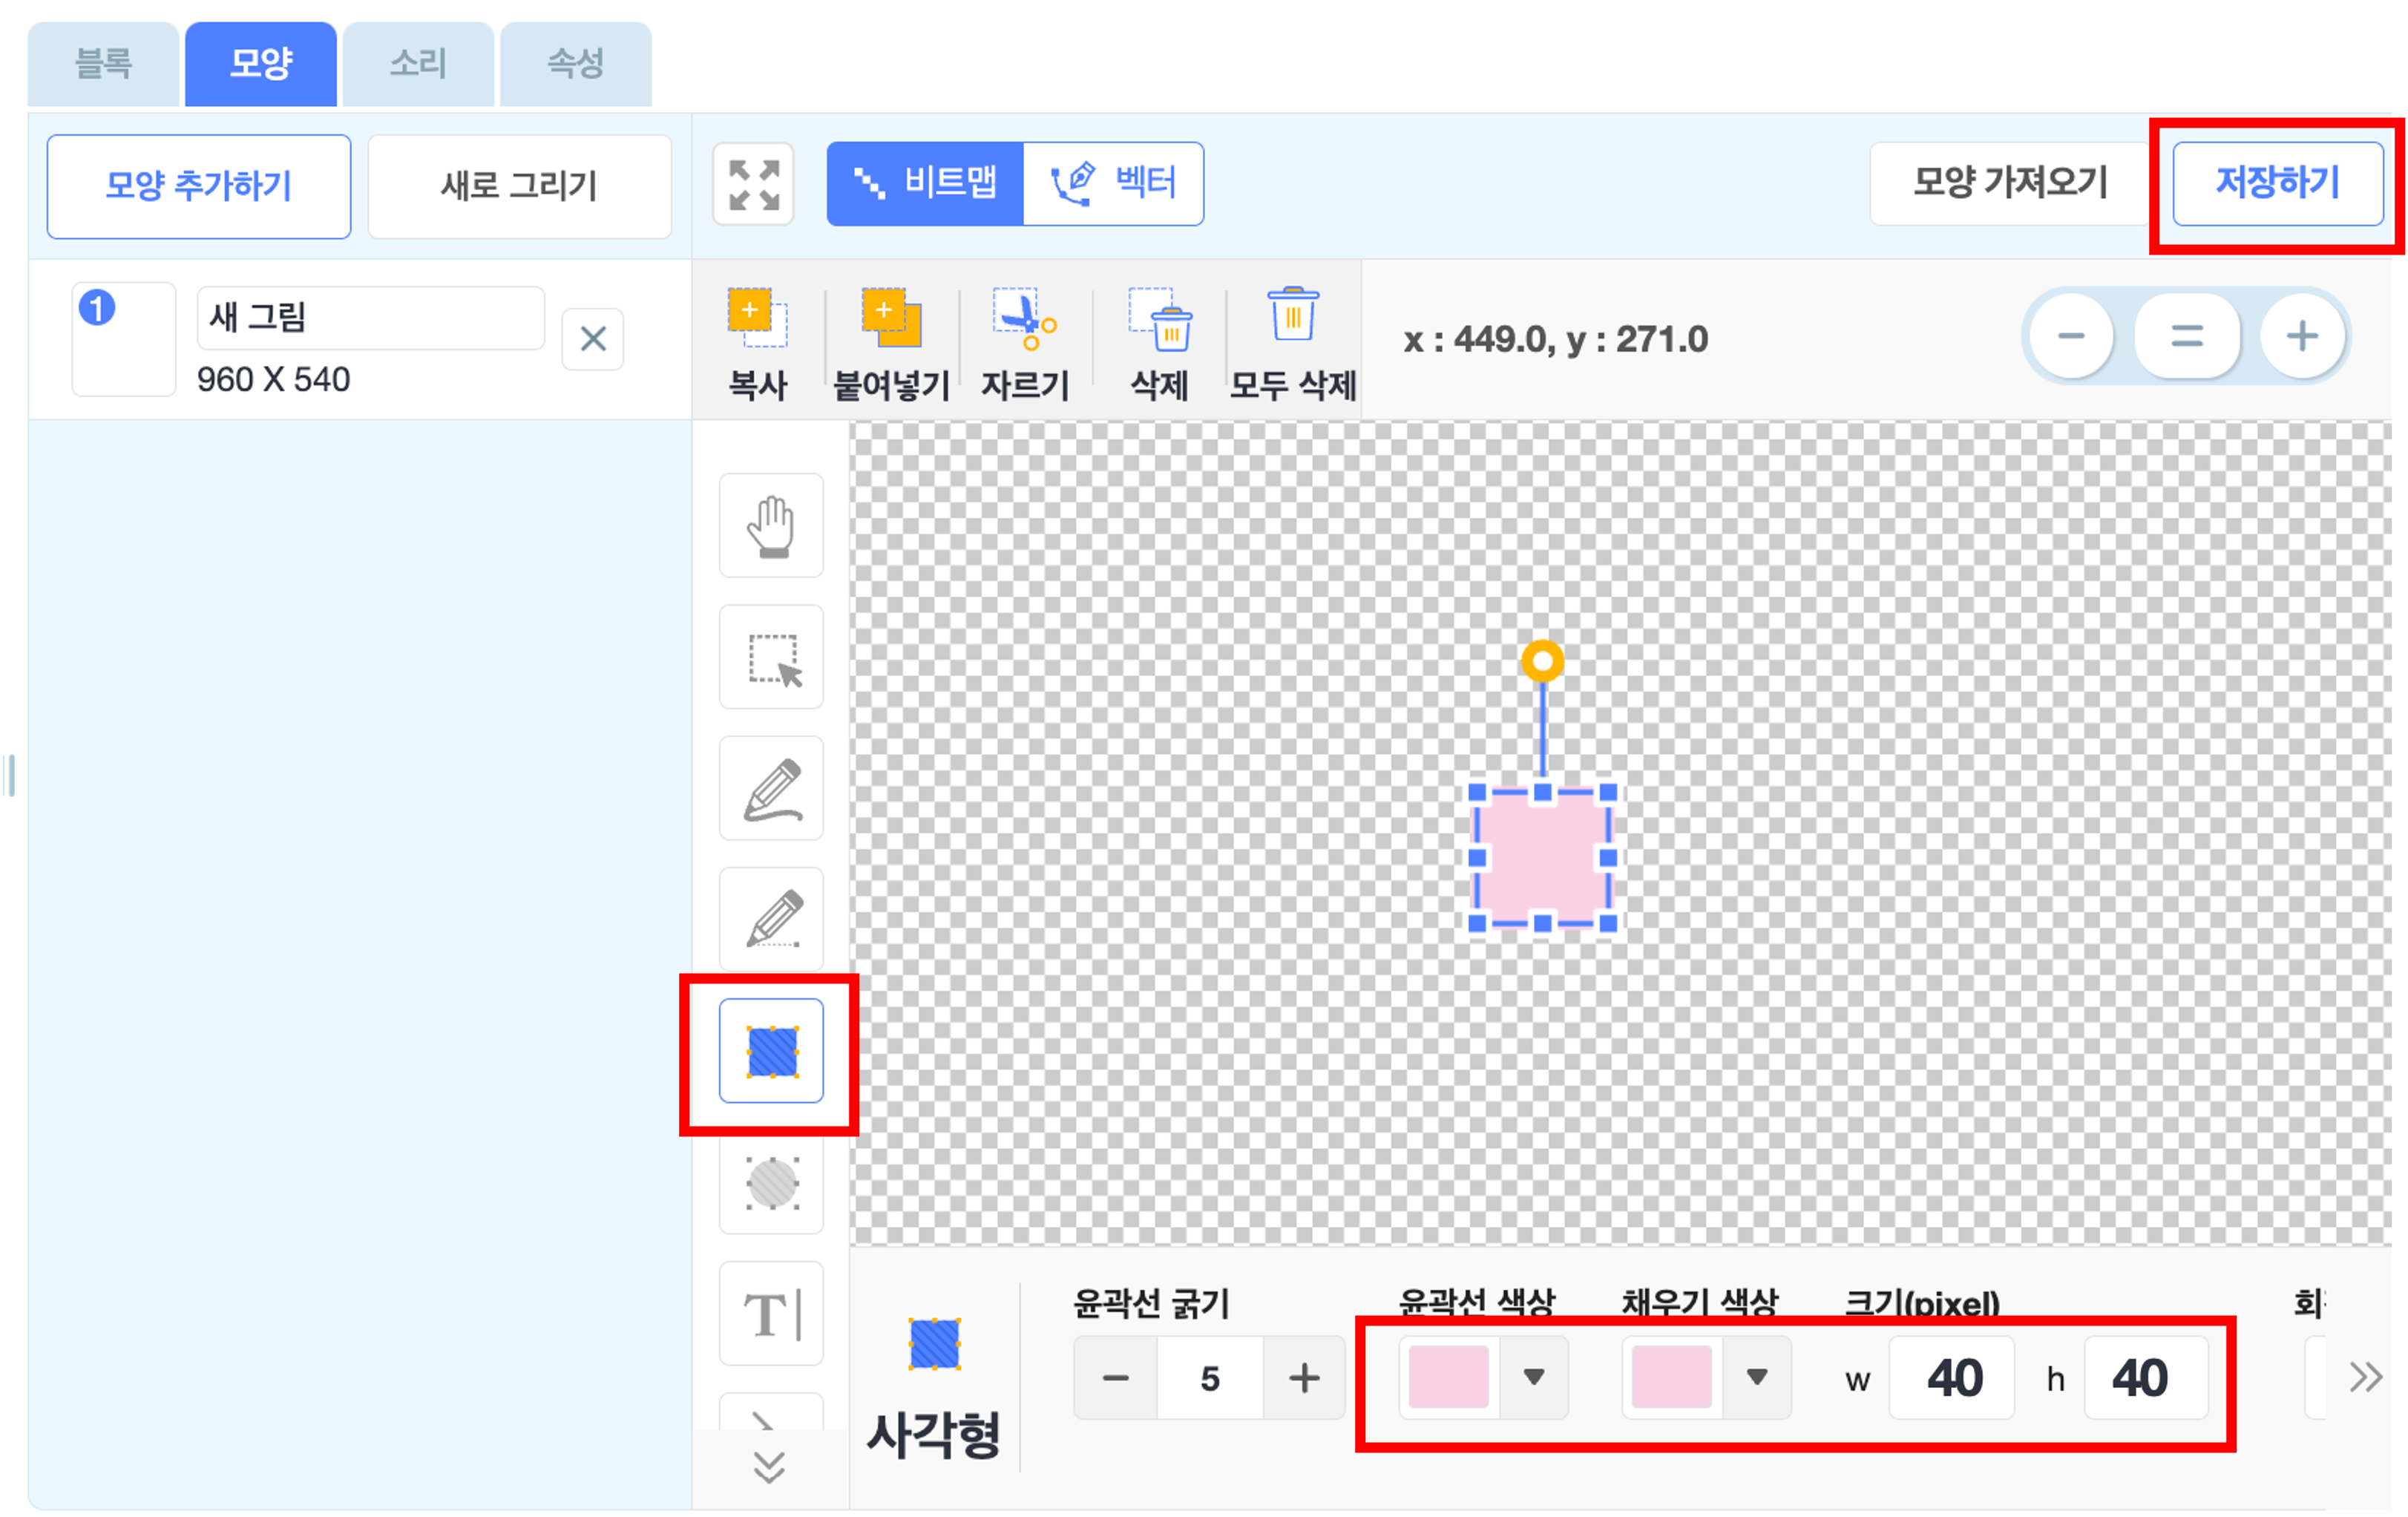 블록 모양 소리 속성
모양 추가하기 새로 그리기 비트맵 벡터 모양 가져오기 저장하기
1 새 그림
960 X 540
복사 붙여넣기 자르기 삭제 모두 삭제
x : 449.0, y : 271.0
T
윤곽선 굵기 윤곽선 색상 채우기 색상 크기(pixel)
5 w 40 h 40
사각형